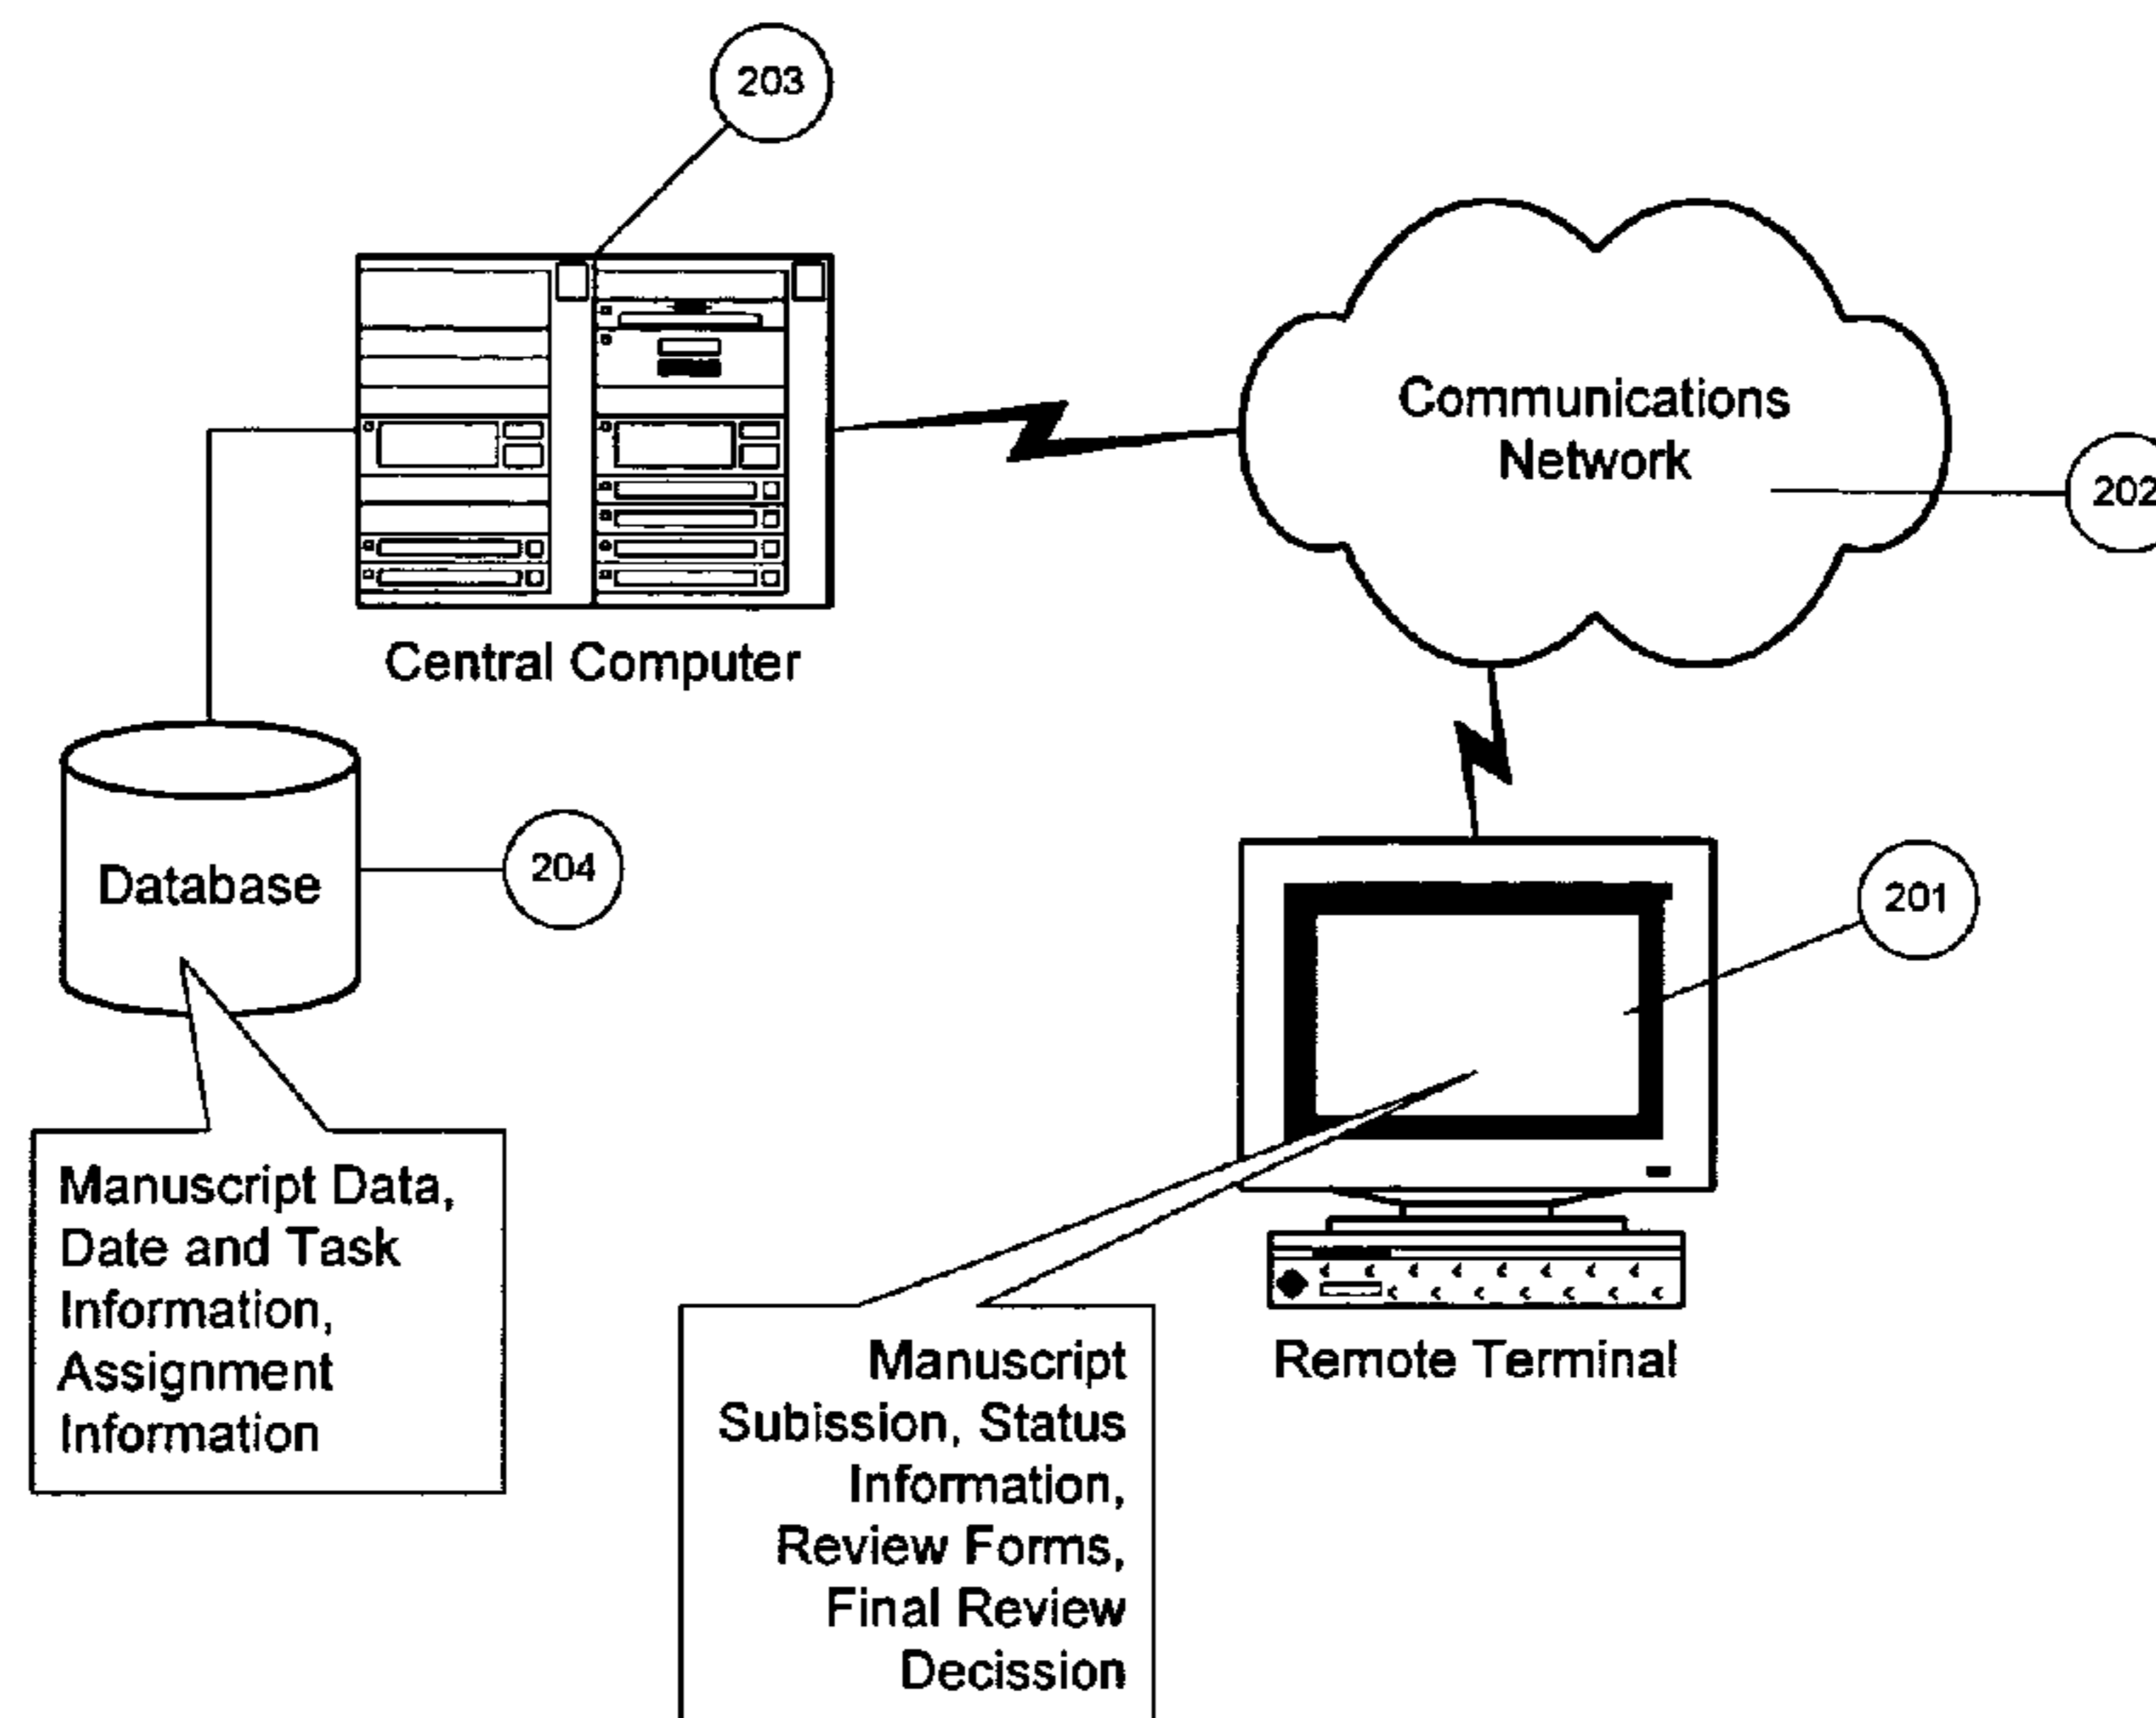 203
Communications
Network
202
Central Computer
Database
204
201
Manuscript Data,
Date and Task
Information,
Assignment
Information
Remote Terminal
Manuscript
Subission, Status
Information,
Review Forms,
Final Review
Decission